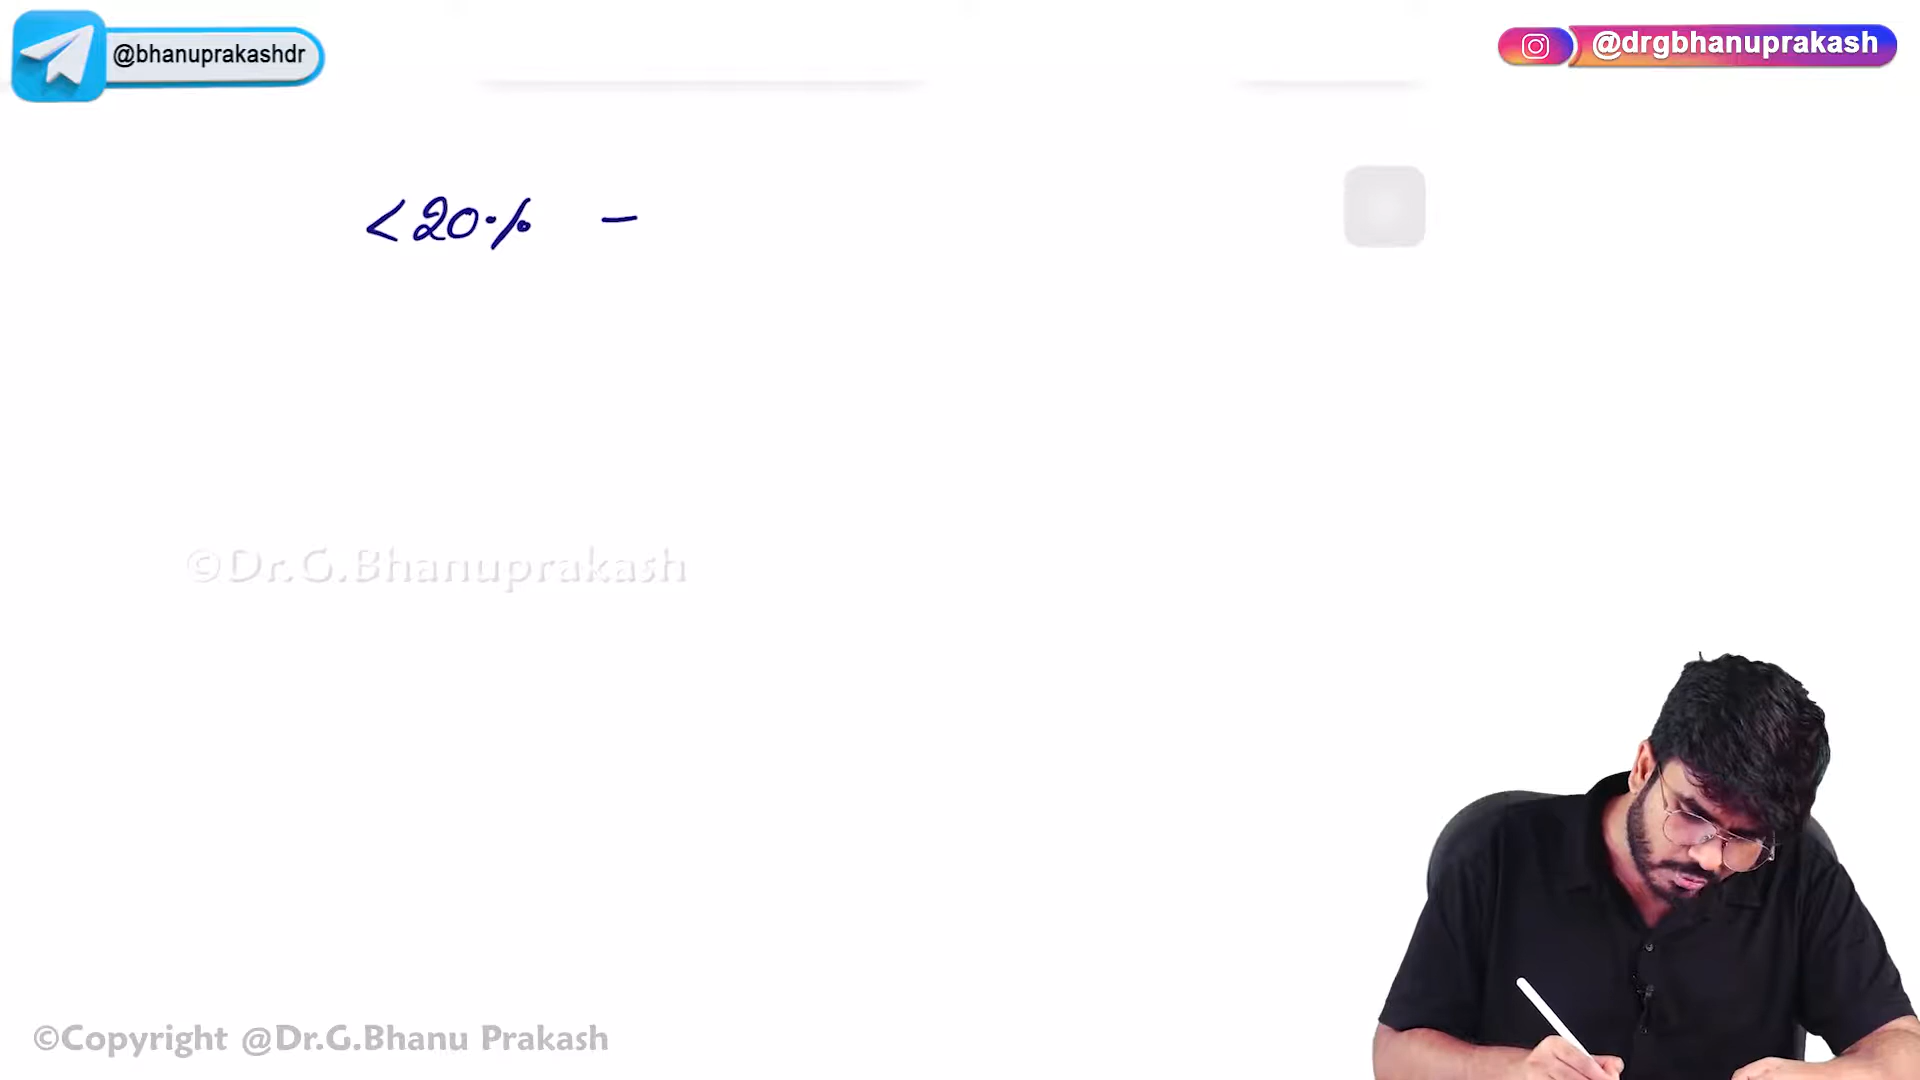 @bhanuprakashdr
@drgbhanuprakash
<20% -
©Dr.G.Bhanuprakash
©Copyright @Dr.G.Bhanu Prakash